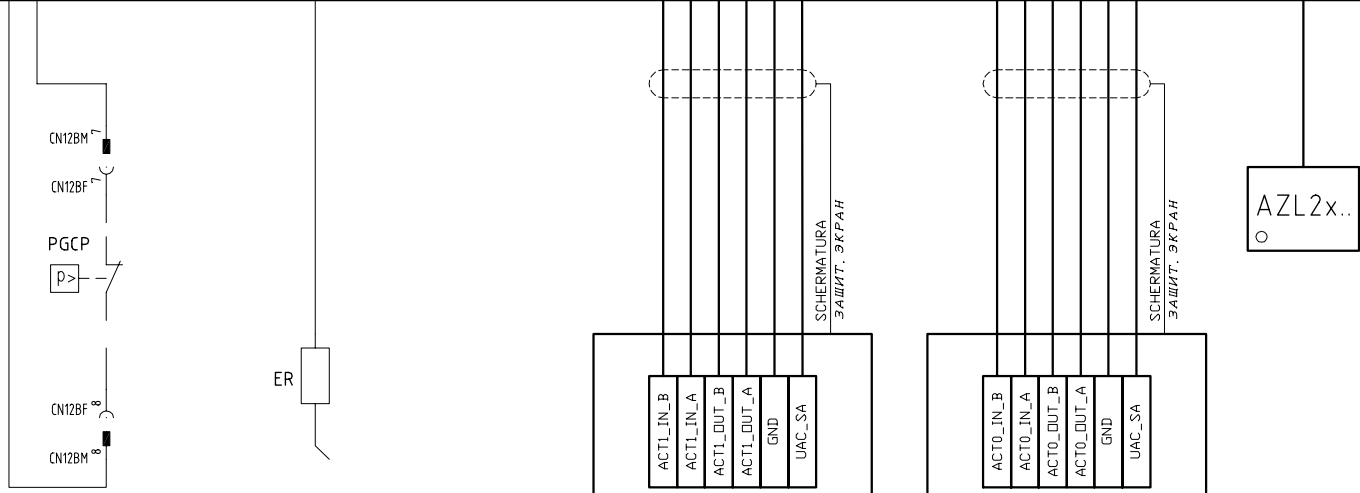 CN12BM 7
CN12BF 7
PGCP
P>
CN12BF 8
CN12BM 8
ER
SCHERMATURA
ЗАЩИТ. ЭКРАН
ACT1_IN_B
ACT1_IN_A
ACT1_OUT_B
ACT1_OUT_A
GND
UAC_SA
SCHERMATURA
ЗАЩИТ. ЭКРАН
ACT0_IN_B
ACT0_IN_A
ACT0_OUT_B
ACT0_OUT_A
GND
UAC_SA
AZL2x..